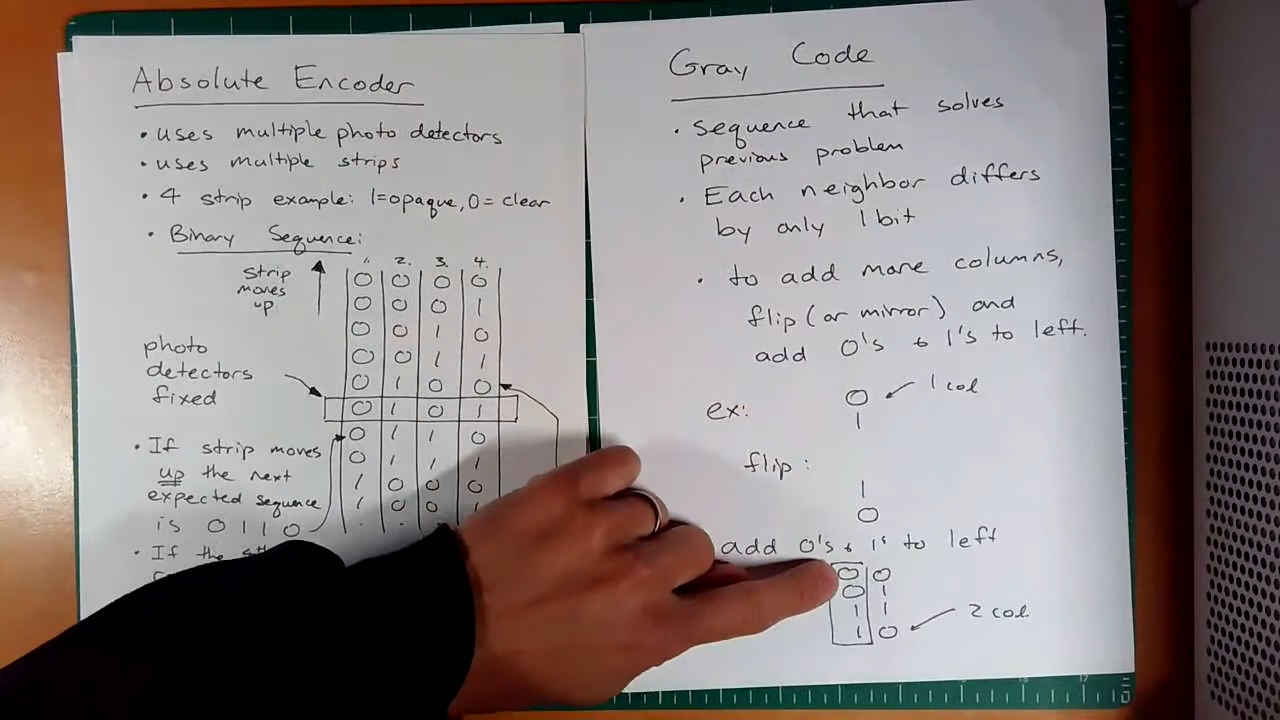 Absolute Encoder
• uses multiple photo detectors
• uses multiple strips
• 4 strip example: 1=opaque, 0= clear
• Binary Sequence:
strip
moves
up.
1. 2. 3. 4.
0 0 0 0
0 0 0 1
0 0 1 0
0 0 1 1
0 1 0 0
0 1 0 1
0 1 1 0
0 1 1 1
1 0 0 0
1 0 0 1
photo
detectors
fixed
• If strip moves
up the next
expected sequence
is 0110
• If the
Gray Code
• sequence that solves
previous problem
• Each neighbor differs
by only 1 bit
• to add more columns,
flip (or mirror) and
add 0's & 1's to left.
ex:
0
1
1 col
flip:
1
0
add 0's & 1's to left
0 0
0 1
1 1
1 0
2 col